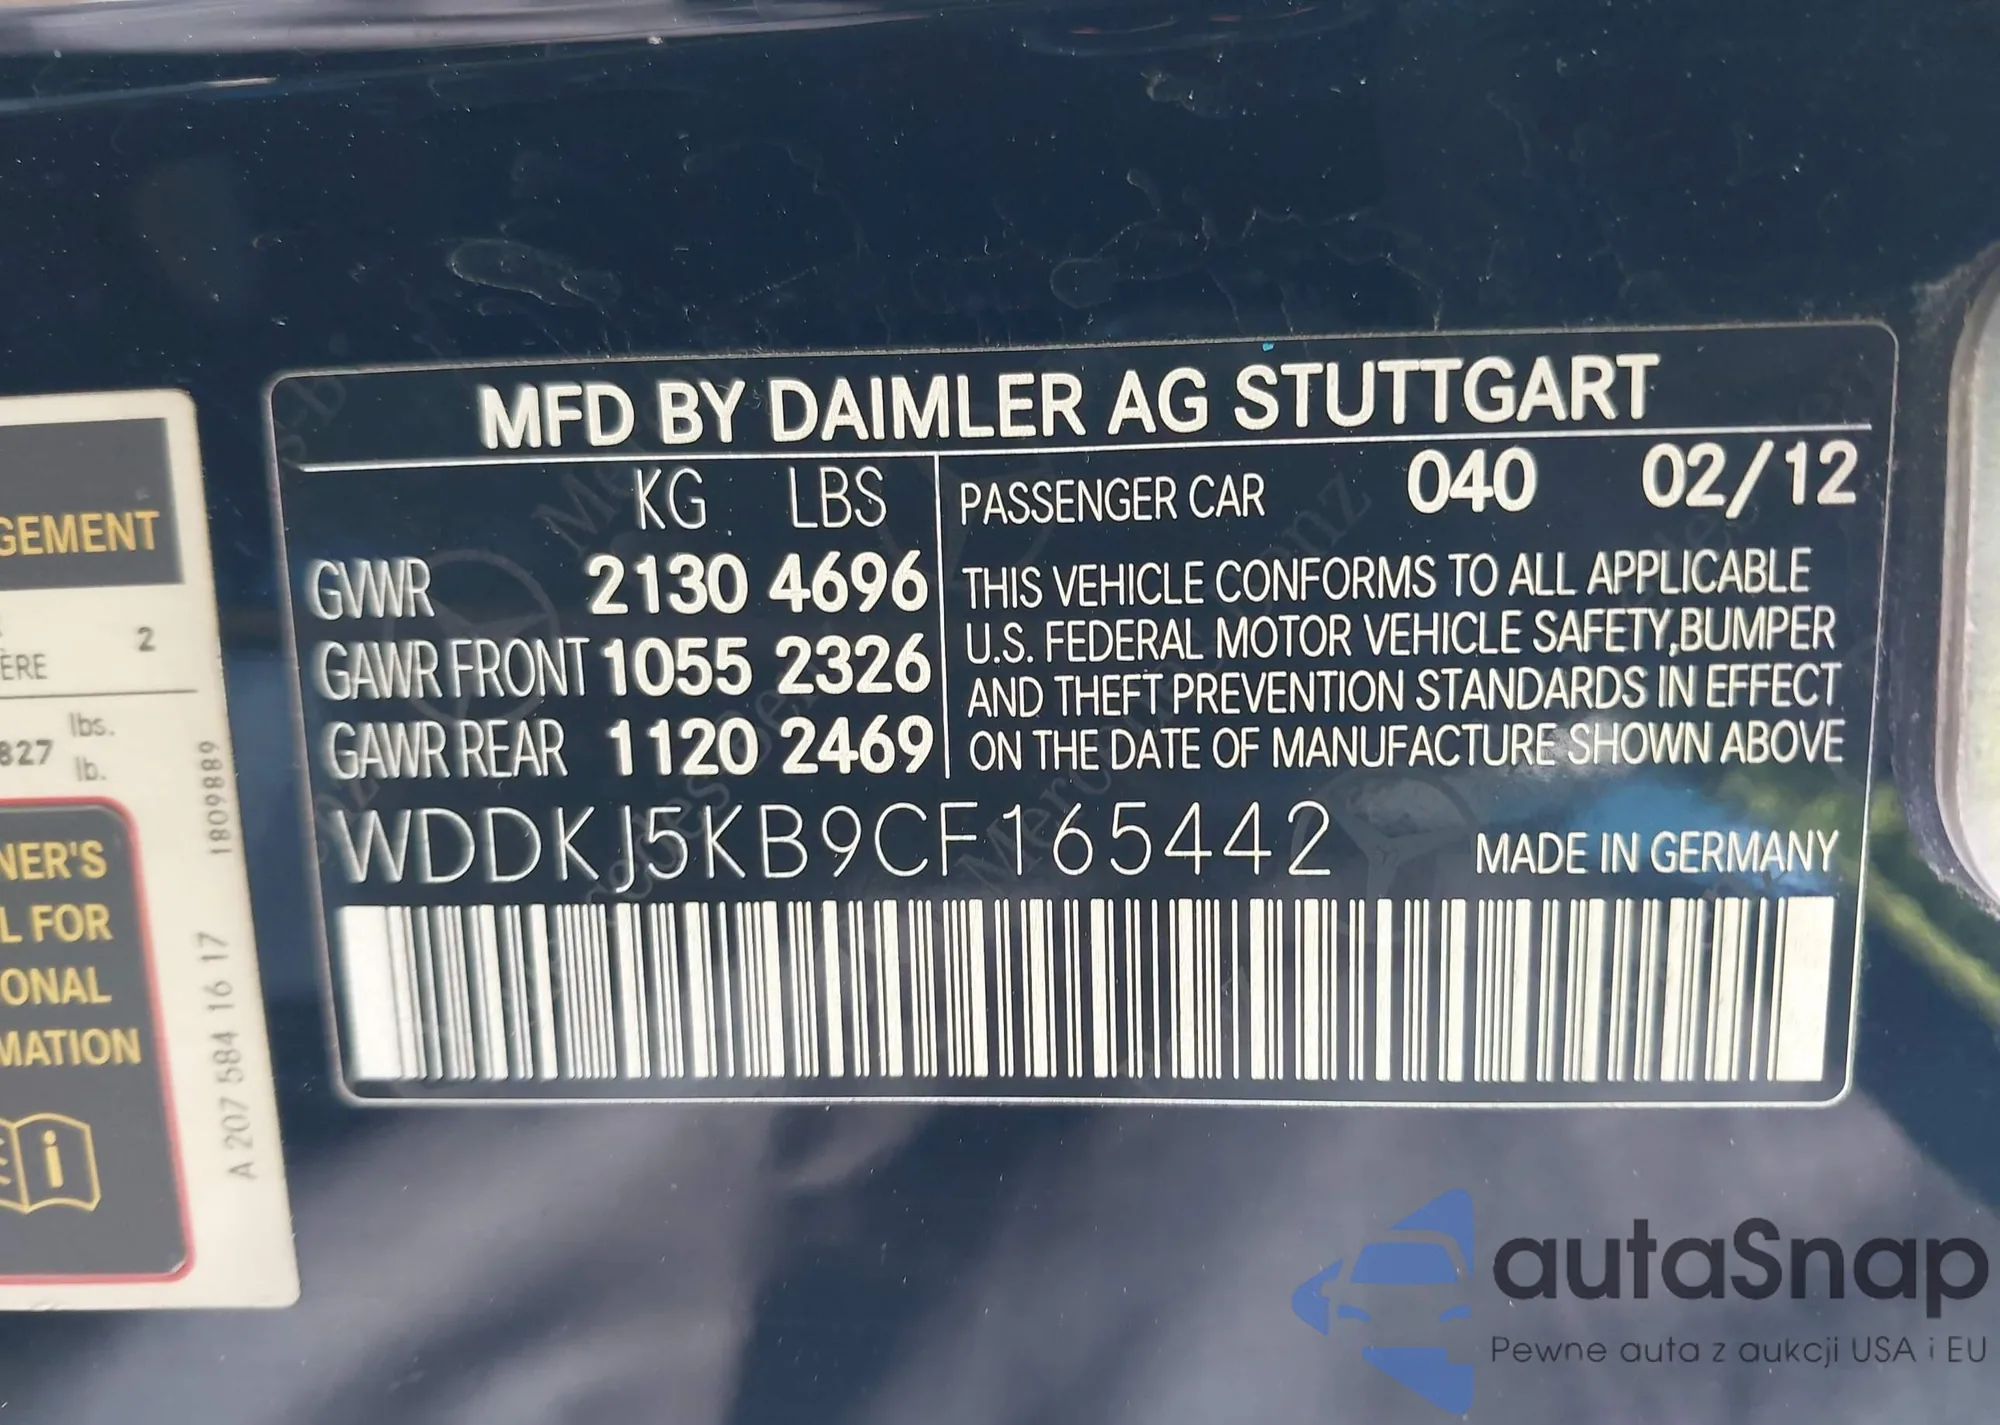 MFD BY DAIMLER AG STUTTGART
KG LBS
GVWR 2130 4696
GAWR FRONT 1055 2326
GAWR REAR 1120 2469
PASSENGER CAR 040 02/12
THIS VEHICLE CONFORMS TO ALL APPLICABLE
U.S. FEDERAL MOTOR VEHICLE SAFETY,BUMPER
AND THEFT PREVENTION STANDARDS IN EFFECT
ON THE DATE OF MANUFACTURE SHOWN ABOVE
WDDKJ5KB9CF165442
MADE IN GERMANY
GEMENT
ERE 2
827 lbs.
lb.
NER'S
L FOR
ONAL
MATION
i
A 207 584 16 17 1809889
autaSnap
Pewne auta z aukcji USA i EU